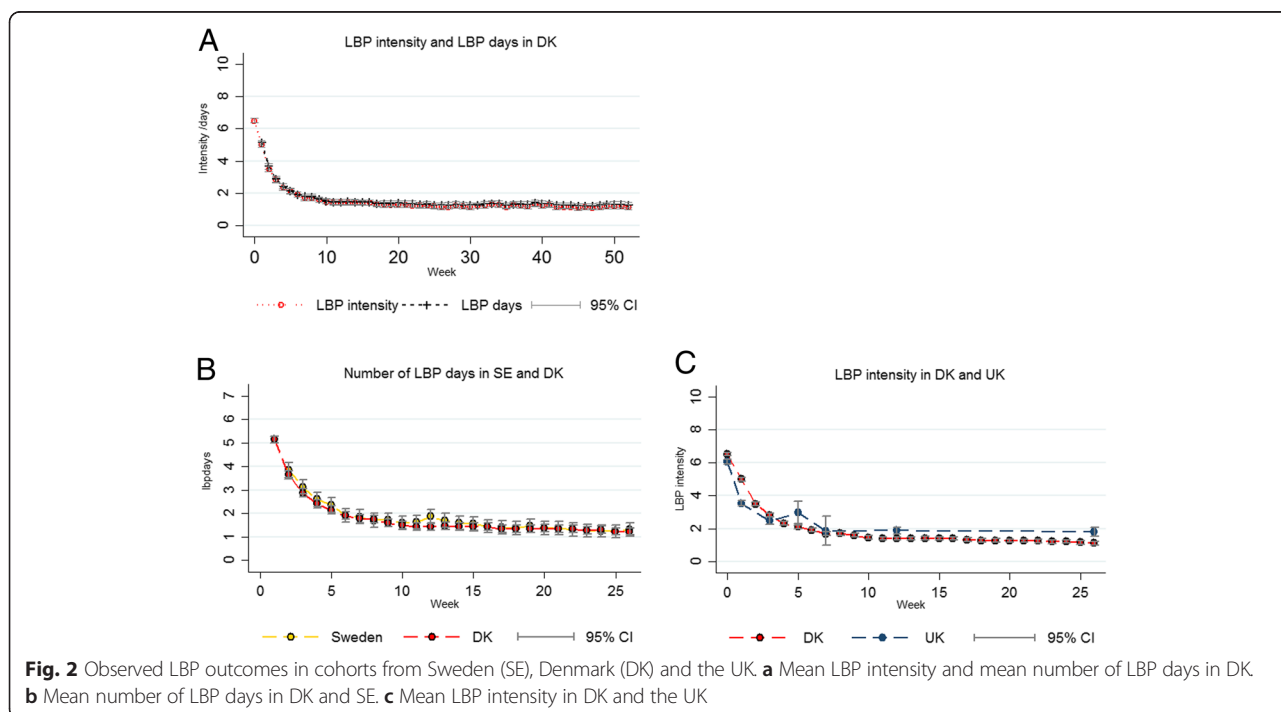 A
LBP intensity and LBP days in DK
10
8
6
4
2
0
Intensity /days
0 10 20 30 40 50
Week
LBP intensity LBP days 95% CI
B
Number of LBP days in SE and DK
7
6
5
4
3
2
1
0
lbpdays
0 5 10 15 20 25
Week
Sweden DK 95% CI
C
LBP intensity in DK and UK
10
8
6
4
2
0
LBP intensity
0 5 10 15 20 25
Week
DK UK 95% CI
Fig. 2 Observed LBP outcomes in cohorts from Sweden (SE), Denmark (DK) and the UK. a Mean LBP intensity and mean number of LBP days in DK.
b Mean number of LBP days in DK and SE. c Mean LBP intensity in DK and the UK